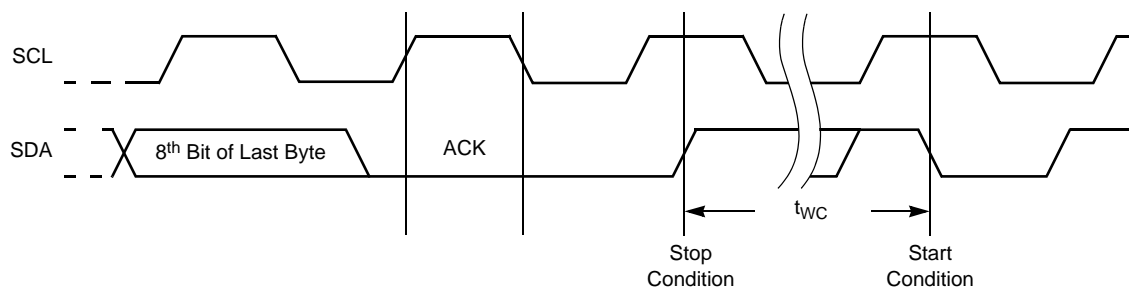 SCL
SDA
8th Bit of Last Byte
ACK
tWC
Stop
Condition
Start
Condition